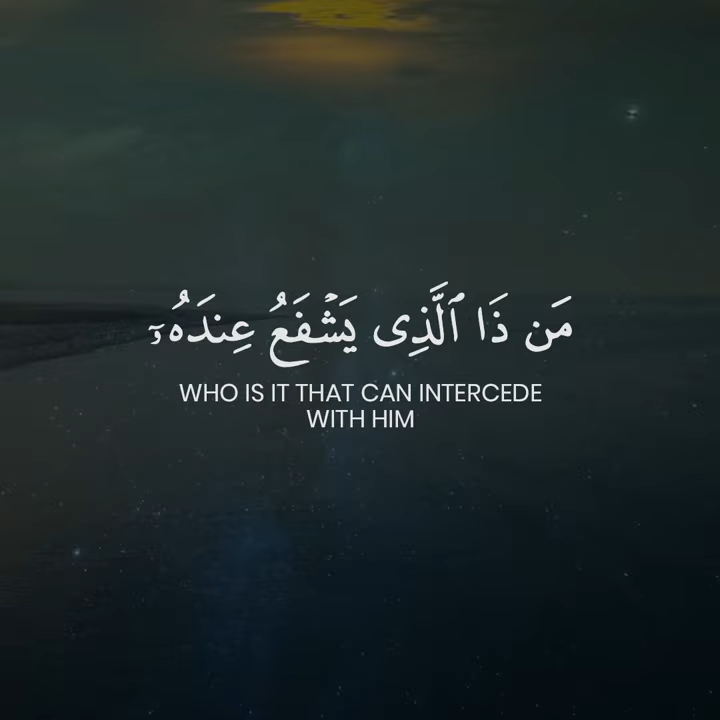 مَن ذَا ٱلَّذِى يَشْفَعُ عِندَهُۥٓ
WHO IS IT THAT CAN INTERCEDE
WITH HIM